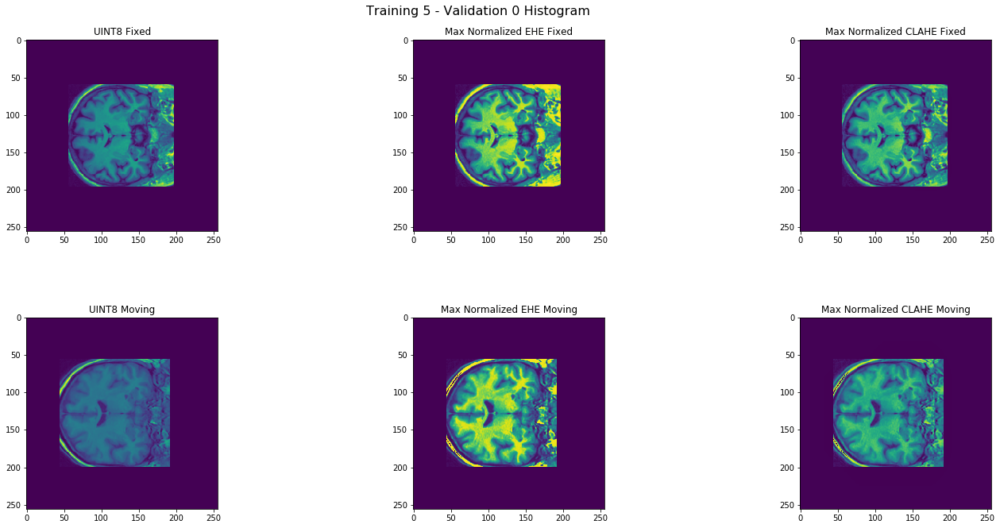 Training 5 - Validation 0 Histogram
UINT8 Fixed
Max Normalized EHE Fixed
Max Normalized CLAHE Fixed
0
50
100
150
200
250
0 50 100 150 200 250
0
50
100
150
200
250
0 50 100 150 200 250
0
50
100
150
200
250
0 50 100 150 200 250
UINT8 Moving
Max Normalized EHE Moving
Max Normalized CLAHE Moving
0
50
100
150
200
250
0 50 100 150 200 250
0
50
100
150
200
250
0 50 100 150 200 250
0
50
100
150
200
250
0 50 100 150 200 250